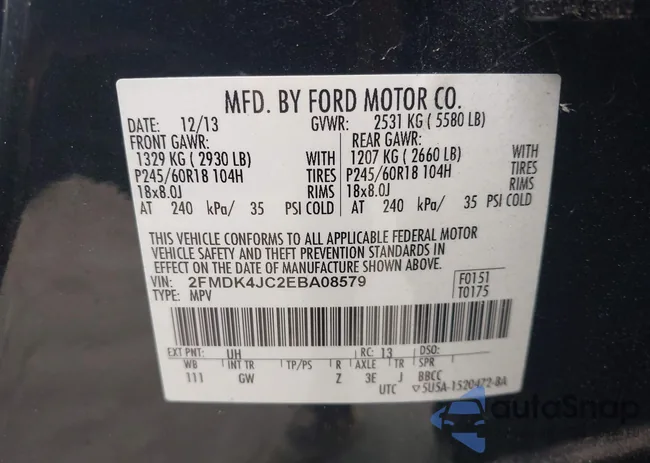 MFD. BY FORD MOTOR CO.
DATE: 12/13 GVWR: 2531 KG ( 5580 LB)
FRONT GAWR: REAR GAWR:
1329 KG ( 2930 LB) WITH 1207 KG ( 2660 LB) WITH
P245/60R18 104H TIRES P245/60R18 104H TIRES
18x8.0J RIMS 18x8.0J RIMS
AT 240 kPa/ 35 PSI COLD AT 240 kPa/ 35 PSI COLD
THIS VEHICLE CONFORMS TO ALL APPLICABLE FEDERAL MOTOR
VEHICLE SAFETY AND THEFT PREVENTION STANDARDS IN
EFFECT ON THE DATE OF MANUFACTURE SHOWN ABOVE.
VIN: 2FMDK4JC2EBA08579 F0151
TYPE: MPV T0175
EXT PNT: UH RC: 13 DSO:
WB INT TR TP/PS R AXLE TR SPR
111 GW Z 3E J BBCC
UTC ▽5U5A-1520472-BA
autoSnap